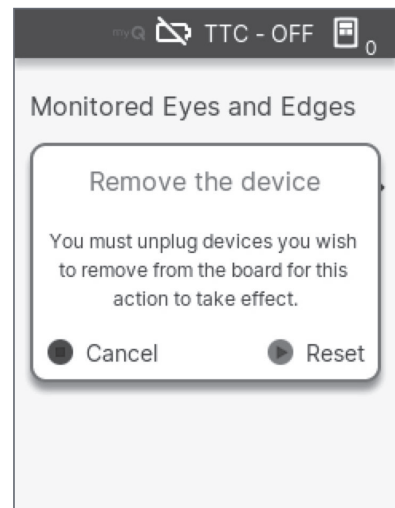 myQ TTC - OFF 0
Monitored Eyes and Edges
Remove the device
You must unplug devices you wish
to remove from the board for this
action to take effect.
Cancel Reset